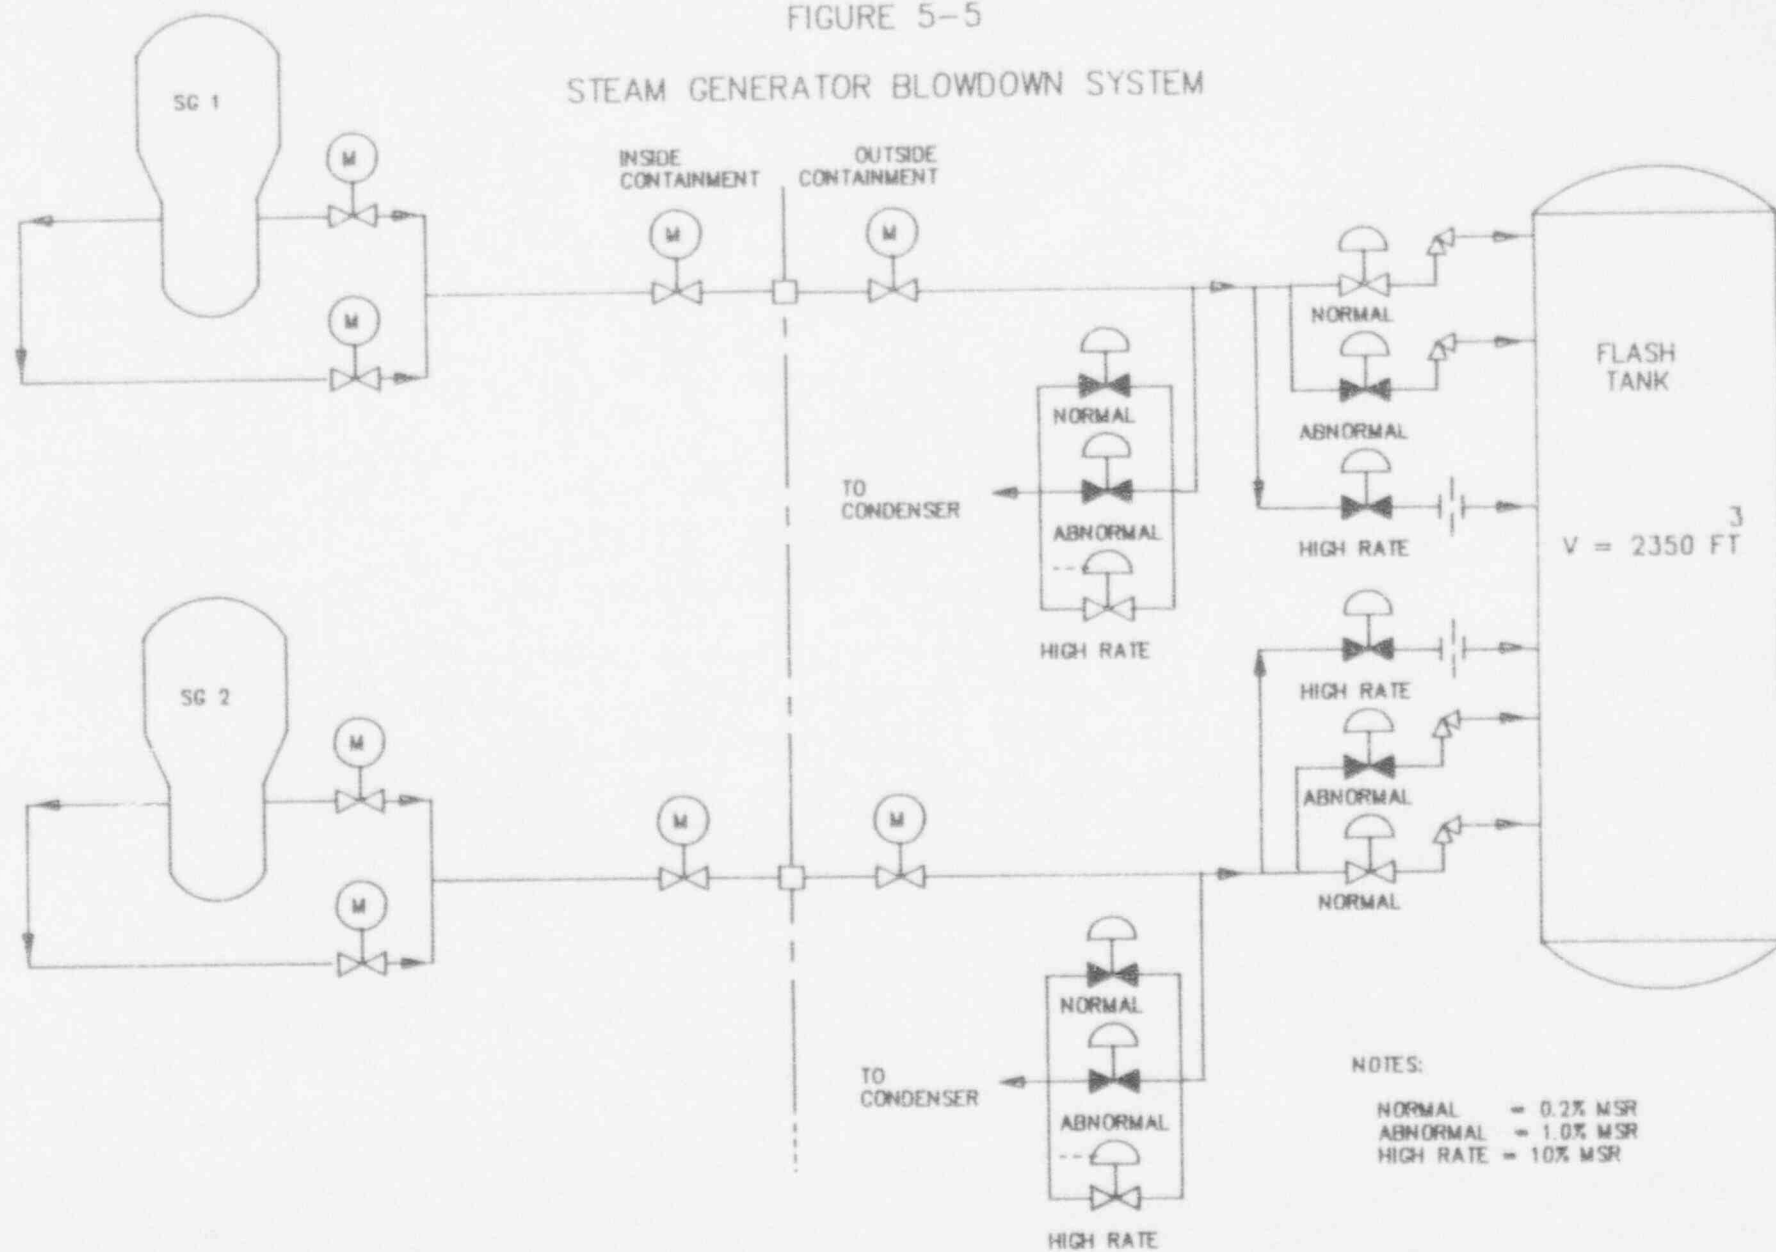 FIGURE 5-5
STEAM GENERATOR BLOWDOWN SYSTEM
SG 1
M
M
INSIDE
CONTAINMENT
OUTSIDE
CONTAINMENT
M
M
NORMAL
ABNORMAL
HIGH RATE
NORMAL
ABNORMAL
HIGH RATE
TO
CONDENSER
FLASH
TANK
V = 2350 FT³
SG 2
M
M
M
M
HIGH RATE
ABNORMAL
NORMAL
NORMAL
ABNORMAL
HIGH RATE
TO
CONDENSER
NOTES:
NORMAL = 0.2% MSR
ABNORMAL = 1.0% MSR
HIGH RATE = 10% MSR